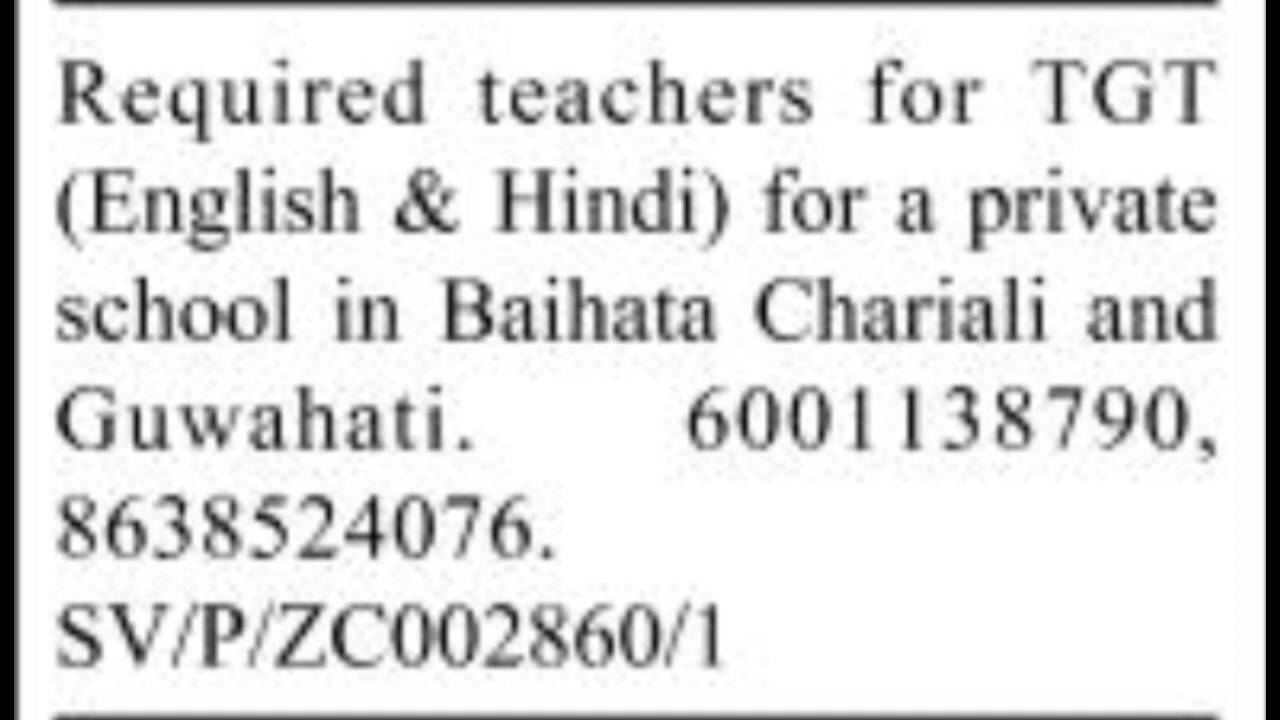 Required teachers for TGT
(English & Hindi) for a private
school in Baihata Chariali and
Guwahati. 6001138790,
8638524076.
SV/P/ZC002860/1